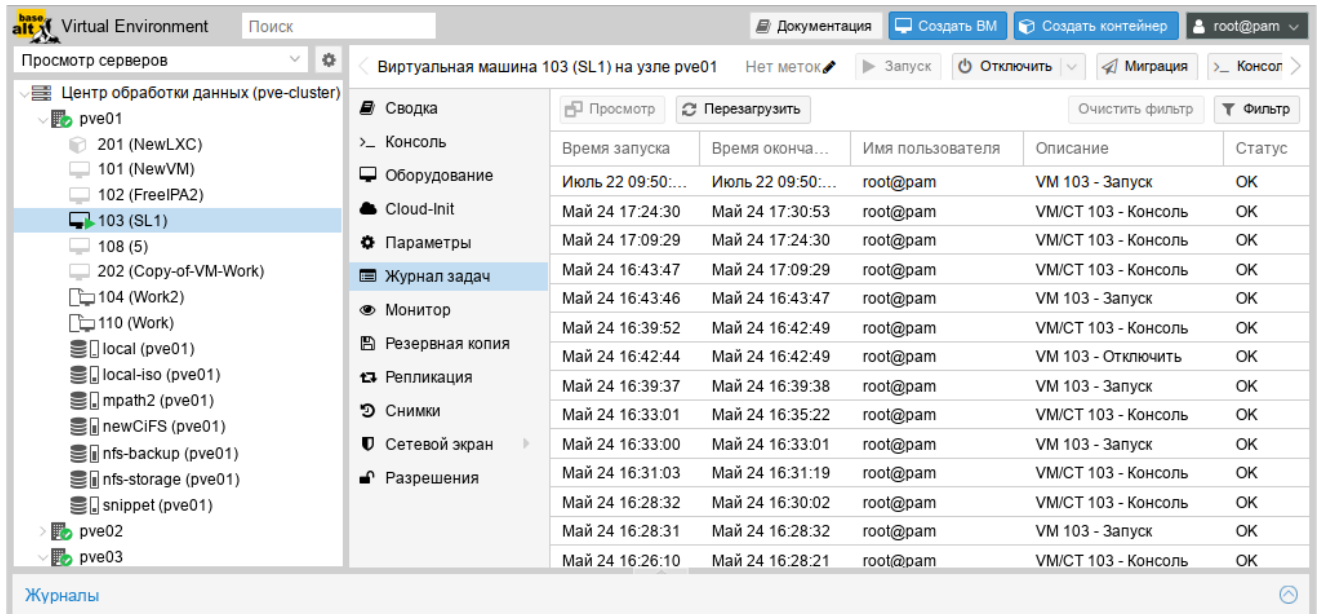 base alt Virtual Environment Поиск Документация Создать ВМ Создать контейнер root@pam
Просмотр серверов
Центр обработки данных (pve-cluster)
pve01
201 (NewLXC)
101 (NewVM)
102 (FreeIPA2)
103 (SL1)
108 (5)
202 (Copy-of-VM-Work)
104 (Work2)
110 (Work)
local (pve01)
local-iso (pve01)
mpath2 (pve01)
newCiFS (pve01)
nfs-backup (pve01)
nfs-storage (pve01)
snippet (pve01)
pve02
pve03
Виртуальная машина 103 (SL1) на узле pve01 Нет меток Запуск Отключить Миграция >_ Консол
Сводка
>_ Консоль
Оборудование
Cloud-Init
Параметры
Журнал задач
Монитор
Резервная копия
Репликация
Снимки
Сетевой экран
Разрешения
Просмотр Перезагрузить Очистить фильтр Фильтр
Время запуска Время оконча... Имя пользователя Описание Статус
Июль 22 09:50:... Июль 22 09:50:... root@pam VM 103 - Запуск OK
Май 24 17:24:30 Май 24 17:30:53 root@pam VM/CT 103 - Консоль OK
Май 24 17:09:29 Май 24 17:24:30 root@pam VM/CT 103 - Консоль OK
Май 24 16:43:47 Май 24 17:09:29 root@pam VM/CT 103 - Консоль OK
Май 24 16:43:46 Май 24 16:43:47 root@pam VM 103 - Запуск OK
Май 24 16:39:52 Май 24 16:42:49 root@pam VM/CT 103 - Консоль OK
Май 24 16:42:44 Май 24 16:42:49 root@pam VM 103 - Отключить OK
Май 24 16:39:37 Май 24 16:39:38 root@pam VM 103 - Запуск OK
Май 24 16:33:01 Май 24 16:35:22 root@pam VM/CT 103 - Консоль OK
Май 24 16:33:00 Май 24 16:33:01 root@pam VM 103 - Запуск OK
Май 24 16:31:03 Май 24 16:31:19 root@pam VM/CT 103 - Консоль OK
Май 24 16:28:32 Май 24 16:30:02 root@pam VM/CT 103 - Консоль OK
Май 24 16:28:31 Май 24 16:28:32 root@pam VM 103 - Запуск OK
Май 24 16:26:10 Май 24 16:28:21 root@pam VM/CT 103 - Консоль OK
Журналы